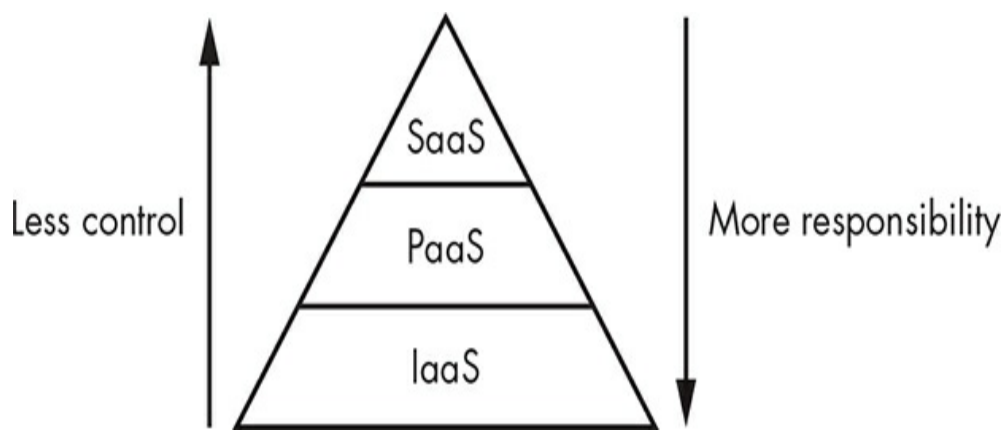 SaaS
Less control
PaaS
More responsibility
IaaS